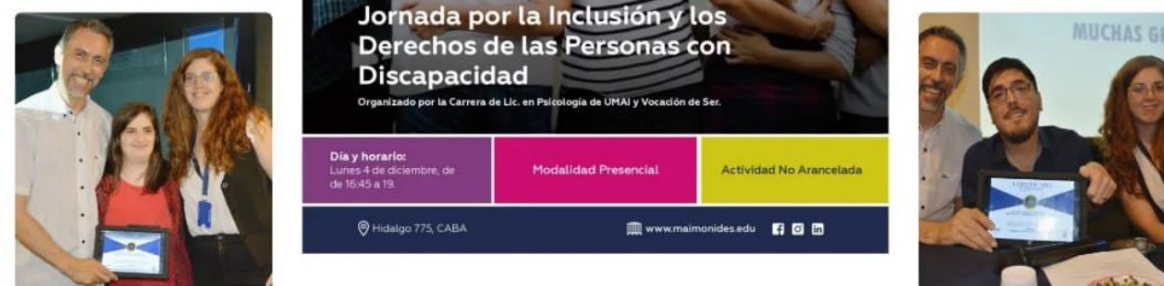 Jornada por la Inclusión y los
Derechos de las Personas con
Discapacidad
Organizado por la Carrera de Lic. en Psicología de UMAI y Vocación de Ser.
Día y horario:
Lunes 4 de diciembre, de
de 16:45 a 19.
Modalidad Presencial
Actividad No Arancelada
Hidalgo 775, CABA
www.maimonides.edu
MUCHAS